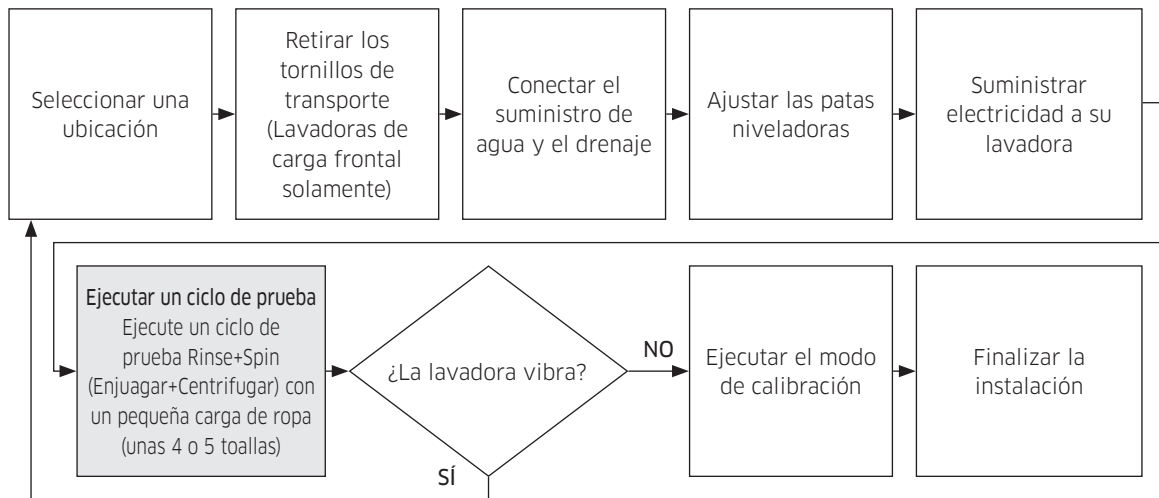 Seleccionar una
ubicación
Retirar los
tornillos de
transporte
(Lavadoras de
carga frontal
solamente)
Conectar el
suministro de
agua y el drenaje
Ajustar las patas
niveladoras
Suministrar
electricidad a su
lavadora
Ejecutar un ciclo de prueba
Ejecute un ciclo de
prueba Rinse+Spin
(Enjuagar+Centrifugar) con
un pequeña carga de ropa
(unas 4 o 5 toallas)
¿La lavadora vibra?
NO
SÍ
Ejecutar el modo
de calibración
Finalizar la
instalación